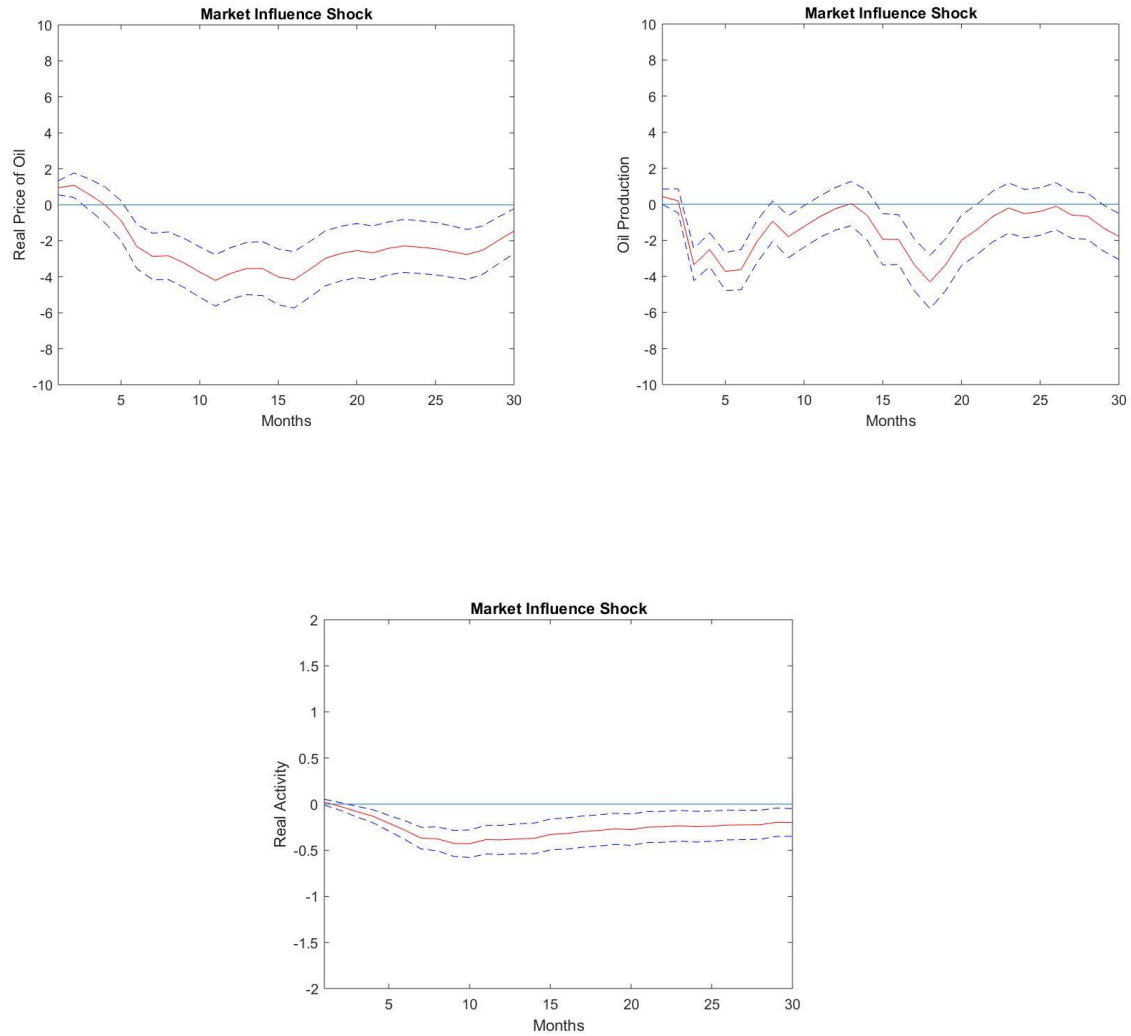 Market Influence Shock
10
8
6
4
2
0
-2
-4
-6
-8
-10
Real Price of Oil
5 10 15 20 25 30
Months
Market Influence Shock
10
8
6
4
2
0
-2
-4
-6
-8
-10
Oil Production
5 10 15 20 25 30
Months
Market Influence Shock
2
1.5
1
0.5
0
-0.5
-1
-1.5
-2
Real Activity
5 10 15 20 25 30
Months